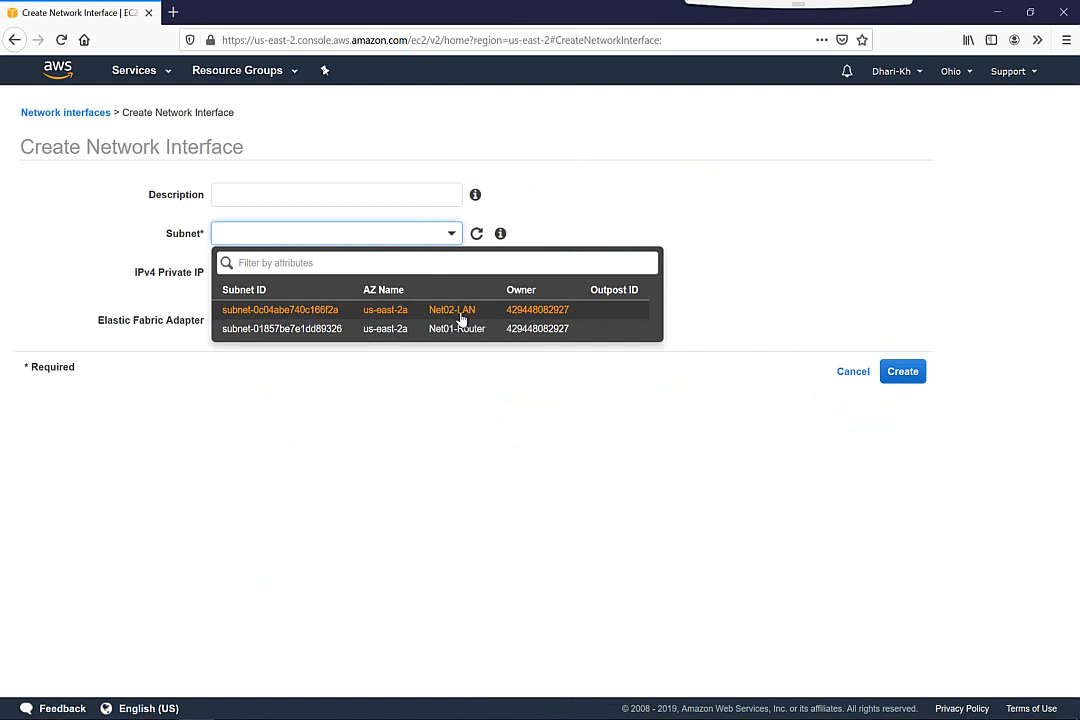 Create Network Interface | EC2
https://us-east-2.console.aws.amazon.com/ec2/v2/home?region=us-east-2#CreateNetworkInterface:
aws Services Resource Groups Dhari-Kh Ohio Support
Network interfaces > Create Network Interface
Create Network Interface
Description
Subnet*
IPv4 Private IP
Filter by attributes
Subnet ID AZ Name Owner Outpost ID
subnet-0c04abe740c166f2a us-east-2a Net02-LAN 429448082927
Elastic Fabric Adapter
subnet-01857be7e1dd89326 us-east-2a Net01-Router 429448082927
* Required
Cancel Create
Feedback English (US) © 2008 - 2019, Amazon Web Services, Inc. or its affiliates. All rights reserved. Privacy Policy Terms of Use